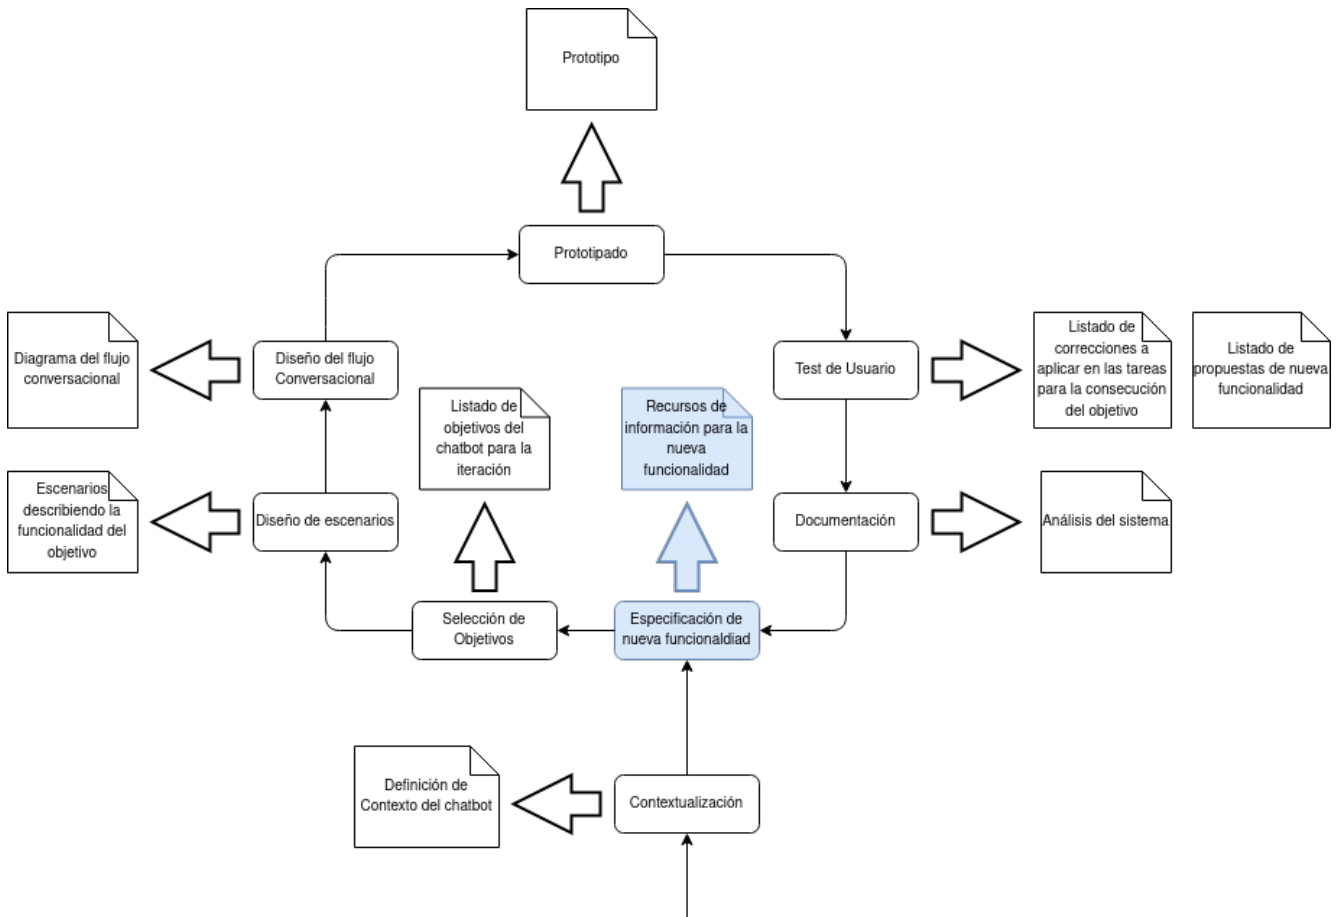 Prototipo
Prototipado
Diagrama del flujo
conversacional
Diseño del flujo
Conversacional
Test de Usuario
Listado de
correcciones a
aplicar en las tareas
para la consecución
del objetivo
Listado de
propuestas de nueva
funcionalidad
Listado de
objetivos del
chatbot para la
iteración
Recursos de
información para la
nueva
funcionalidad
Escenarios
describiendo la
funcionalidad del
objetivo
Diseño de escenarios
Documentación
Análisis del sistema
Selección de
Objetivos
Especificación de
nueva funcionaldiad
Definición de
Contexto del chatbot
Contextualización